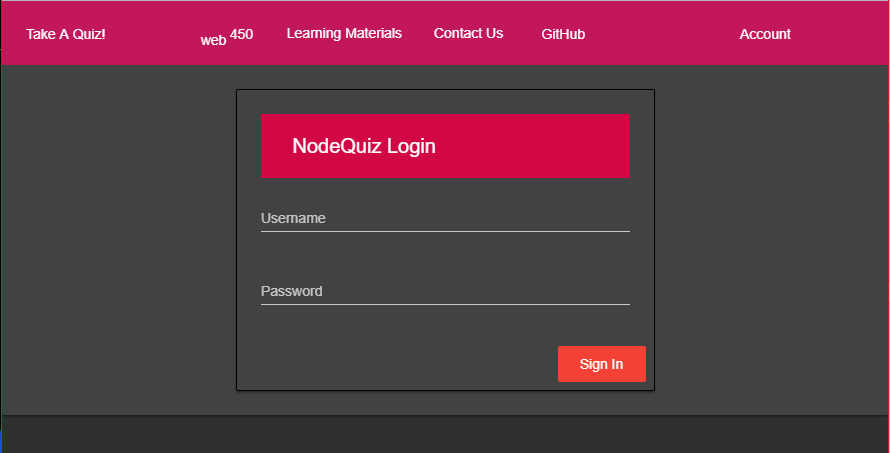 Take A Quiz! web 450 Learning Materials Contact Us GitHub Account
NodeQuiz Login
Username
Password
Sign In